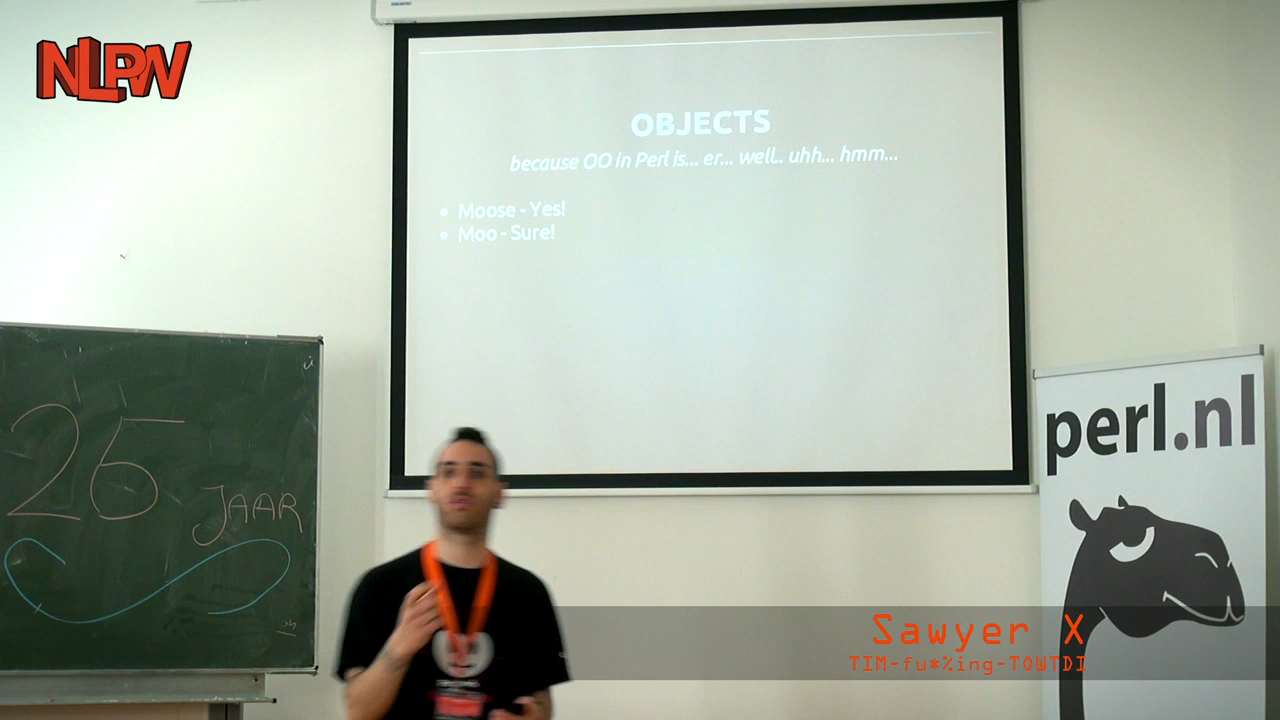 NLPW
OBJECTS
because OO in Perl is... er... well.. uhh... hmm...
• Moose - Yes!
• Moo - Sure!
25
JAAR
perl.nl
Sawyer X
TIM-fu*%ing-TOWTDI